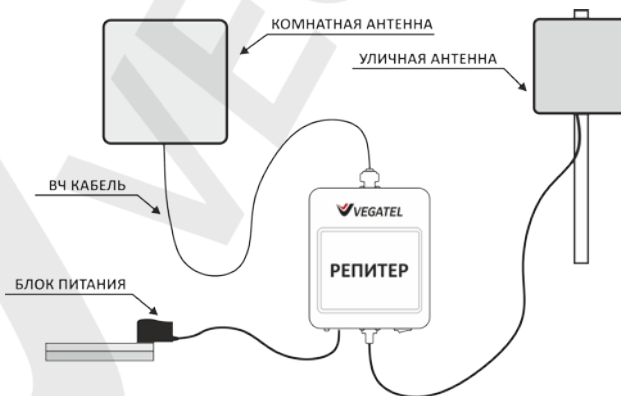 КОМНАТНАЯ АНТЕННА
УЛИЧНАЯ АНТЕННА
ВЧ КАБЕЛЬ
VEGATEL
РЕПИТЕР
БЛОК ПИТАНИЯ